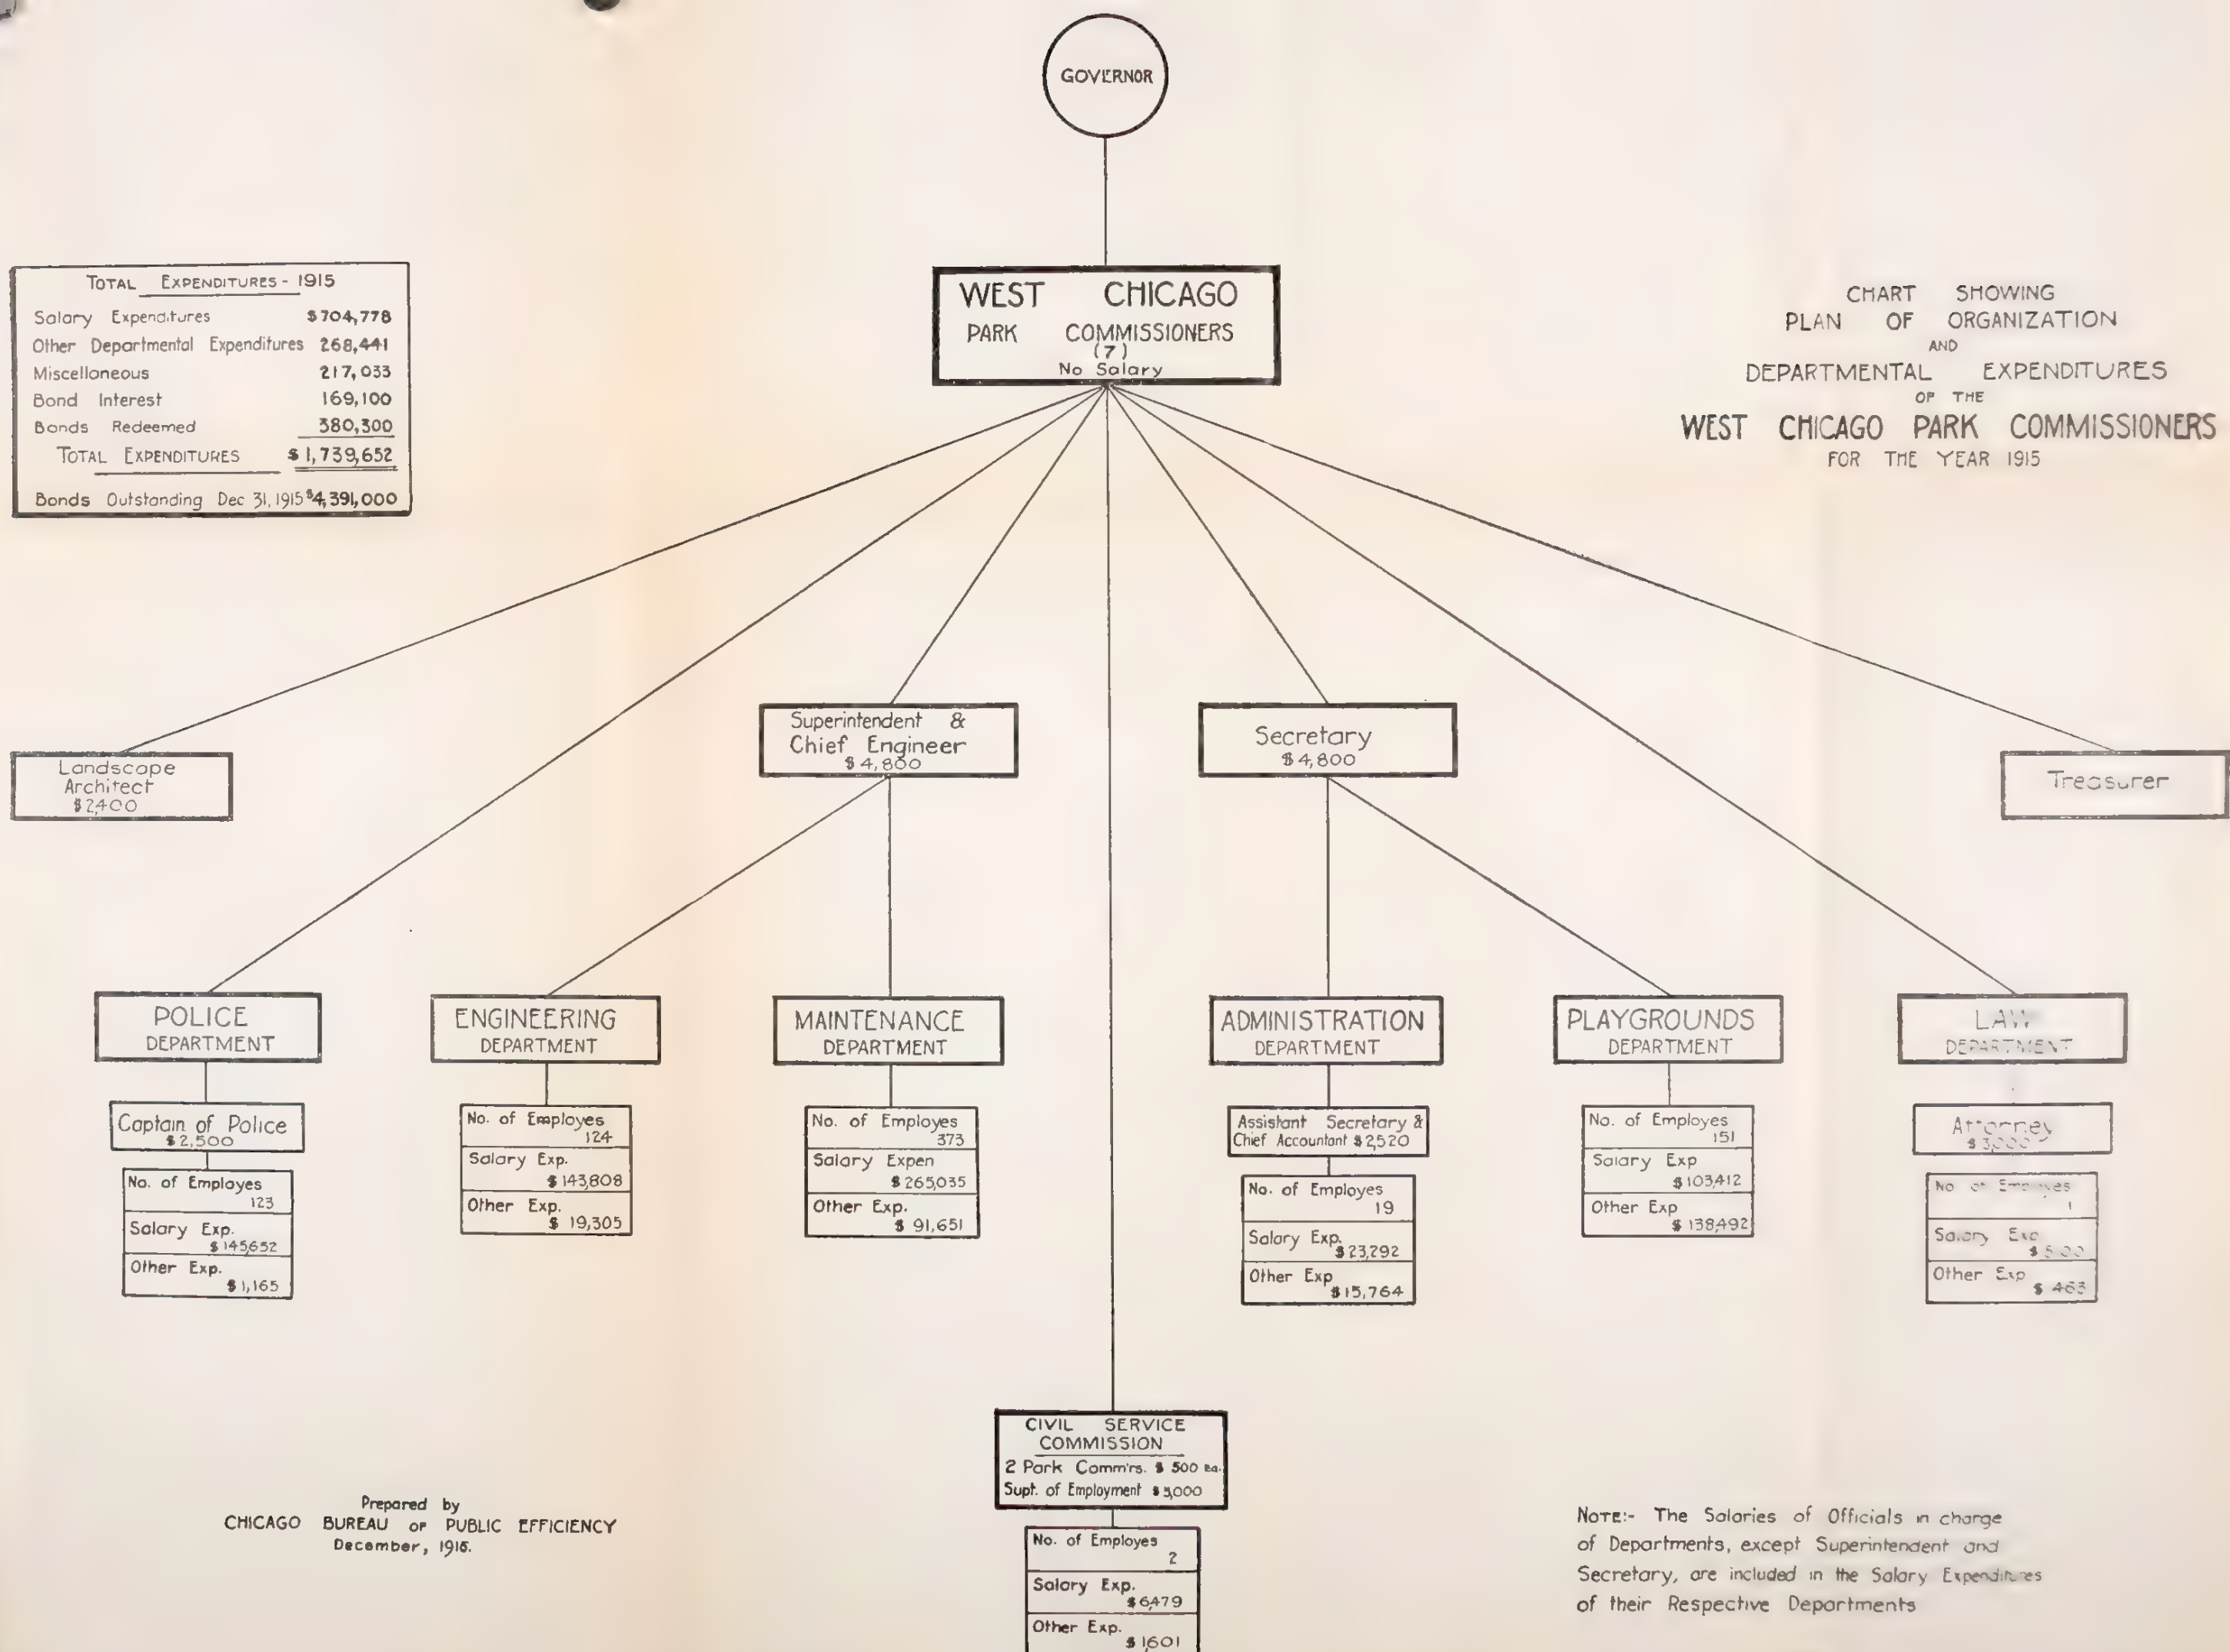 GOVERNOR
WEST CHICAGO
PARK COMMISSIONERS
(7)
No Salary
TOTAL EXPENDITURES - 1915
Salary Expenditures $704,778
Other Departmental Expenditures 268,441
Miscellaneous 217,033
Bond Interest 169,100
Bonds Redeemed 380,300
TOTAL EXPENDITURES $1,739,652
Bonds Outstanding Dec 31, 1915 $4,391,000
CHART SHOWING
PLAN OF ORGANIZATION
AND
DEPARTMENTAL EXPENDITURES
OF THE
WEST CHICAGO PARK COMMISSIONERS
FOR THE YEAR 1915
Landscape
Architect
$2,400
Superintendent &
Chief Engineer
$4,800
Secretary
$4,800
Treasurer
POLICE
DEPARTMENT
Captain of Police
$2,500
No. of Employes
123
Salary Exp.
$145,652
Other Exp.
$1,165
ENGINEERING
DEPARTMENT
No. of Employes
124
Salary Exp.
$143,808
Other Exp.
$19,305
MAINTENANCE
DEPARTMENT
No. of Employes
373
Salary Expen
$265,035
Other Exp.
$91,651
ADMINISTRATION
DEPARTMENT
Assistant Secretary &
Chief Accountant $2,520
No. of Employes
19
Salary Exp.
$23,292
Other Exp
$15,764
PLAYGROUNDS
DEPARTMENT
No. of Employes
151
Salary Exp
$103,412
Other Exp
$138,492
LAW
DEPARTMENT
Attorney
$3,000
No of Employes
Salary Exp
Other Exp
$463
CIVIL SERVICE
COMMISSION
2 Park Comm'rs. $500 Ea.
Supt. of Employment $3,000
No. of Employes
2
Salary Exp.
$6,479
Other Exp.
$1601
Prepared by
CHICAGO BUREAU OF PUBLIC EFFICIENCY
December, 1915.
NOTE:- The Salaries of Officials in charge
of Departments, except Superintendent and
Secretary, are included in the Salary Expenditures
of their Respective Departments